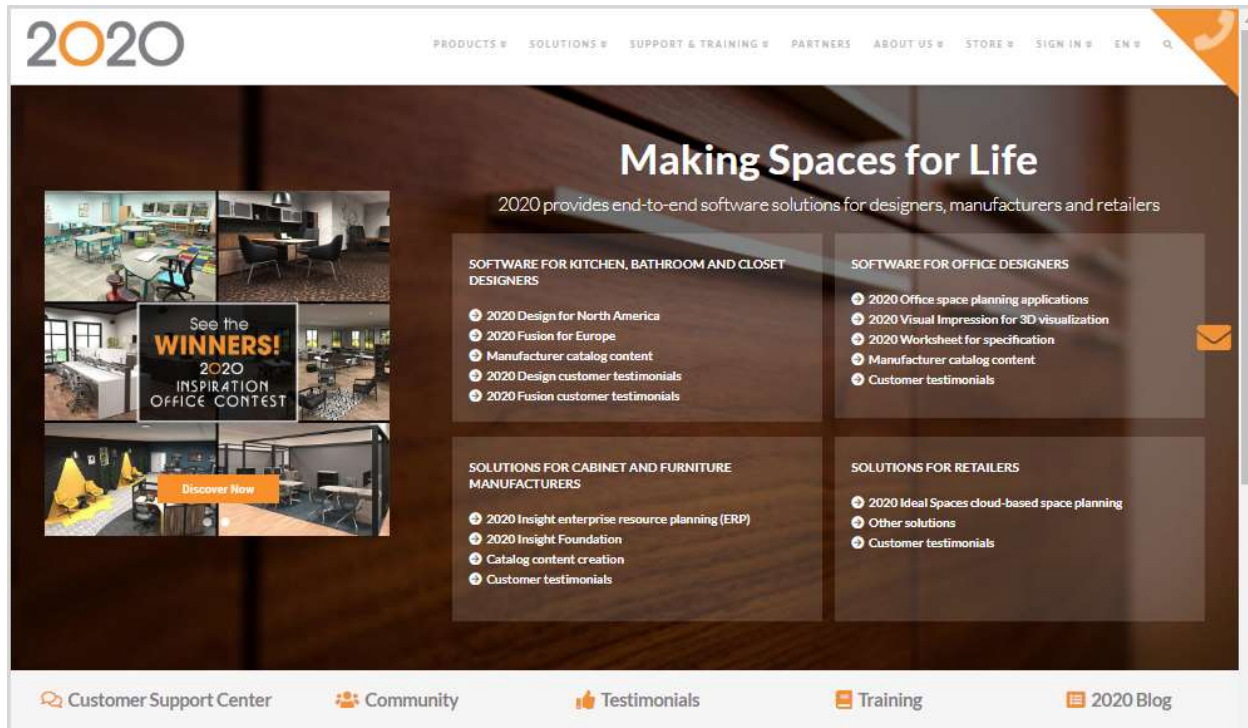 2020
PRODUCTS
SOLUTIONS
SUPPORT & TRAINING
PARTNERS
ABOUT US
STORE
SIGN IN
EN
Making Spaces for Life
2020 provides end-to-end software solutions for designers, manufacturers and retailers
See the
WINNERS!
2020
INSPIRATION
OFFICE CONTEST
Discover Now
SOFTWARE FOR KITCHEN, BATHROOM AND CLOSET
DESIGNERS
2020 Design for North America
2020 Fusion for Europe
Manufacturer catalog content
2020 Design customer testimonials
2020 Fusion customer testimonials
SOFTWARE FOR OFFICE DESIGNERS
2020 Office space planning applications
2020 Visual Impression for 3D visualization
2020 Worksheet for specification
Manufacturer catalog content
Customer testimonials
SOLUTIONS FOR CABINET AND FURNITURE
MANUFACTURERS
2020 Insight enterprise resource planning (ERP)
2020 Insight Foundation
Catalog content creation
Customer testimonials
SOLUTIONS FOR RETAILERS
2020 Ideal Spaces cloud-based space planning
Other solutions
Customer testimonials
Customer Support Center
Community
Testimonials
Training
2020 Blog